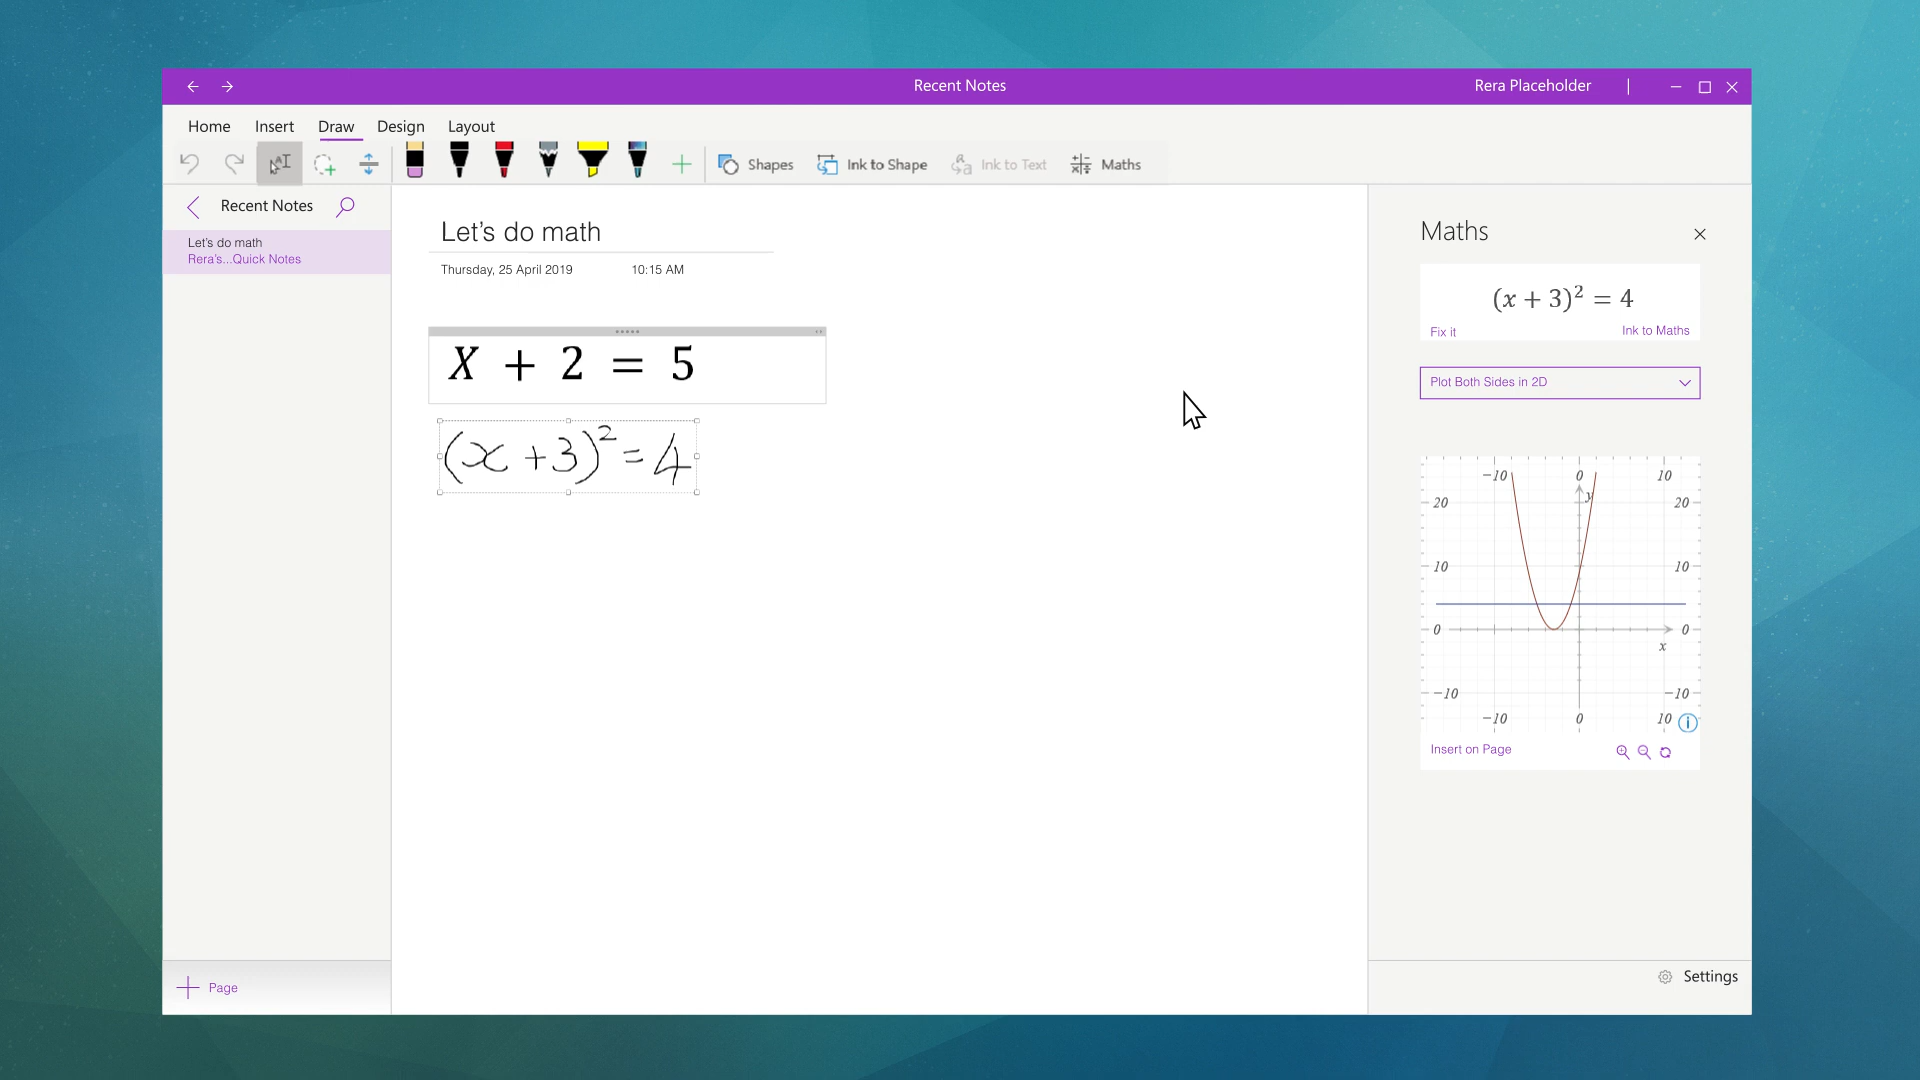 Recent Notes
Rera Placeholder
Home Insert Draw Design Layout
Shapes Ink to Shape Ink to Text Maths
Recent Notes
Let's do math
Rera's...Quick Notes
Page
Let's do math
Thursday, 25 April 2019 10:15 AM
X + 2 = 5
(x + 3)² = 4
Maths
(x + 3)² = 4
Fix it Ink to Maths
Plot Both Sides in 2D
−10 0 10
y
20 20
10 10
0 0
x
−10 −10
−10 0 10
Insert on Page
Settings